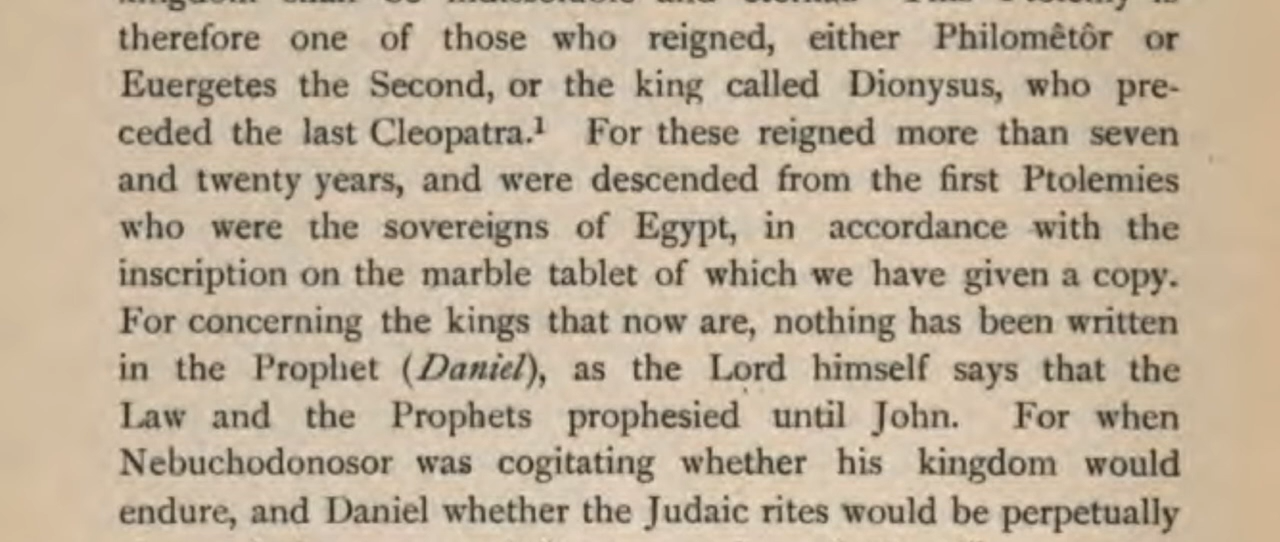 therefore one of those who reigned, either Philomêtôr or
Euergetes the Second, or the king called Dionysus, who pre-
ceded the last Cleopatra.¹ For these reigned more than seven
and twenty years, and were descended from the first Ptolemies
who were the sovereigns of Egypt, in accordance with the
inscription on the marble tablet of which we have given a copy.
For concerning the kings that now are, nothing has been written
in the Prophet (Daniel), as the Lord himself says that the
Law and the Prophets prophesied until John. For when
Nebuchodonosor was cogitating whether his kingdom would
endure, and Daniel whether the Judaic rites would be perpetually